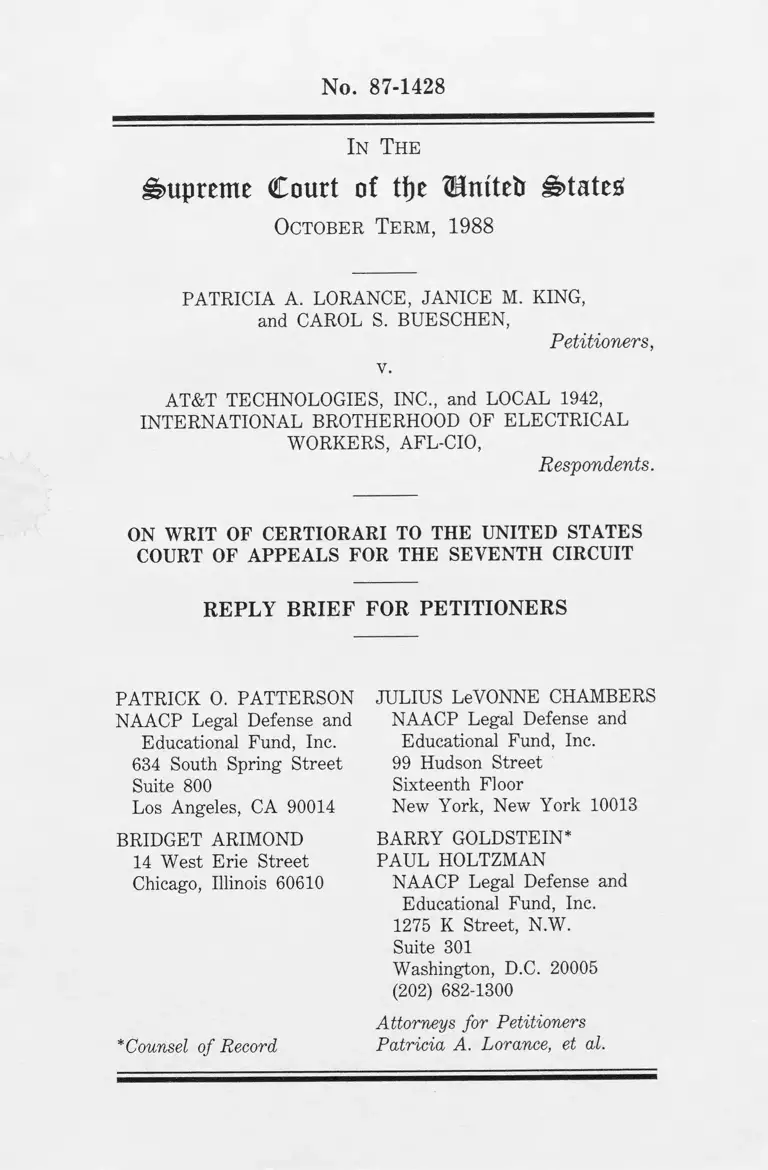 No. 87-1428
IN THE
Supreme Court of the United States
OCTOBER TERM, 1988
PATRICIA A. LORANCE, JANICE M. KING,
and CAROL S. BUESCHEN,
Petitioners,
v.
AT&T TECHNOLOGIES, INC., and LOCAL 1942,
INTERNATIONAL BROTHERHOOD OF ELECTRICAL
WORKERS, AFL-CIO,
Respondents.
ON WRIT OF CERTIORARI TO THE UNITED STATES
COURT OF APPEALS FOR THE SEVENTH CIRCUIT
REPLY BRIEF FOR PETITIONERS
PATRICK O. PATTERSON
NAACP Legal Defense and
Educational Fund, Inc.
634 South Spring Street
Suite 800
Los Angeles, CA 90014
BRIDGET ARIMOND
14 West Erie Street
Chicago, Illinois 60610
JULIUS LeVONNE CHAMBERS
NAACP Legal Defense and
Educational Fund, Inc.
99 Hudson Street
Sixteenth Floor
New York, New York 10013
BARRY GOLDSTEIN*
PAUL HOLTZMAN
NAACP Legal Defense and
Educational Fund, Inc.
1275 K Street, N.W.
Suite 301
Washington, D.C. 20005
(202) 682-1300
Attorneys for Petitioners
Patricia A. Lorance, et al.
*Counsel of Record